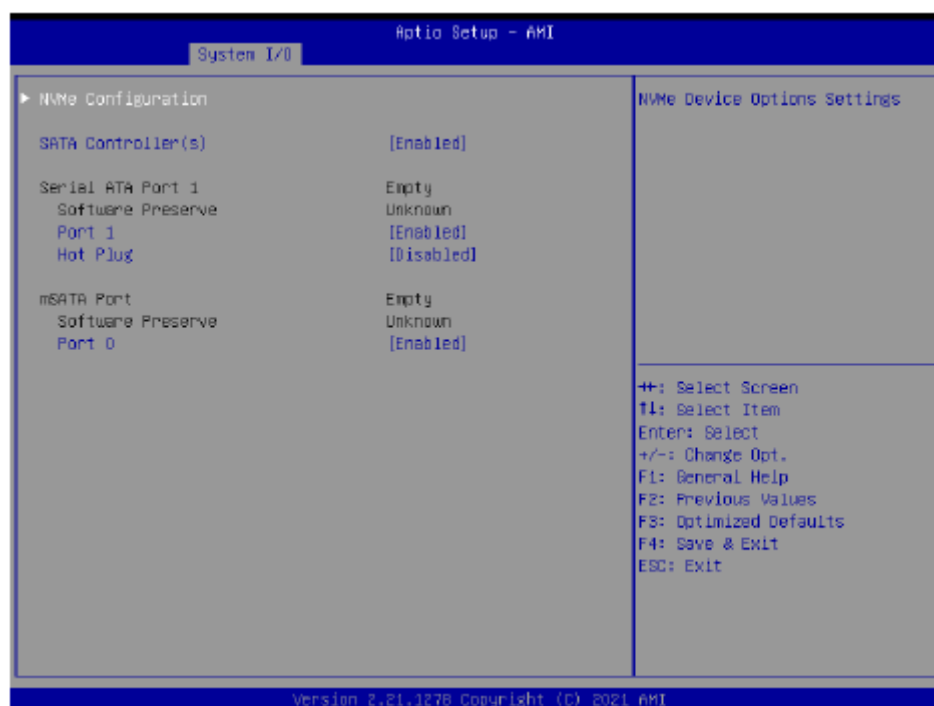 Aptio Setup - AMI
System I/O
► NVMe Configuration
SATA Controller(s) [Enabled]
Serial ATA Port 1 Empty
Software Preserve Unknown
Port 1 [Enabled]
Hot Plug [Disabled]
mSATA Port Empty
Software Preserve Unknown
Port 0 [Enabled]
NVMe Device Options Settings
→←: Select Screen
↑↓: Select Item
Enter: Select
+/-: Change Opt.
F1: General Help
F2: Previous Values
F3: Optimized Defaults
F4: Save & Exit
ESC: Exit
Version 2.21.1278 Copyright (C) 2021 AMI